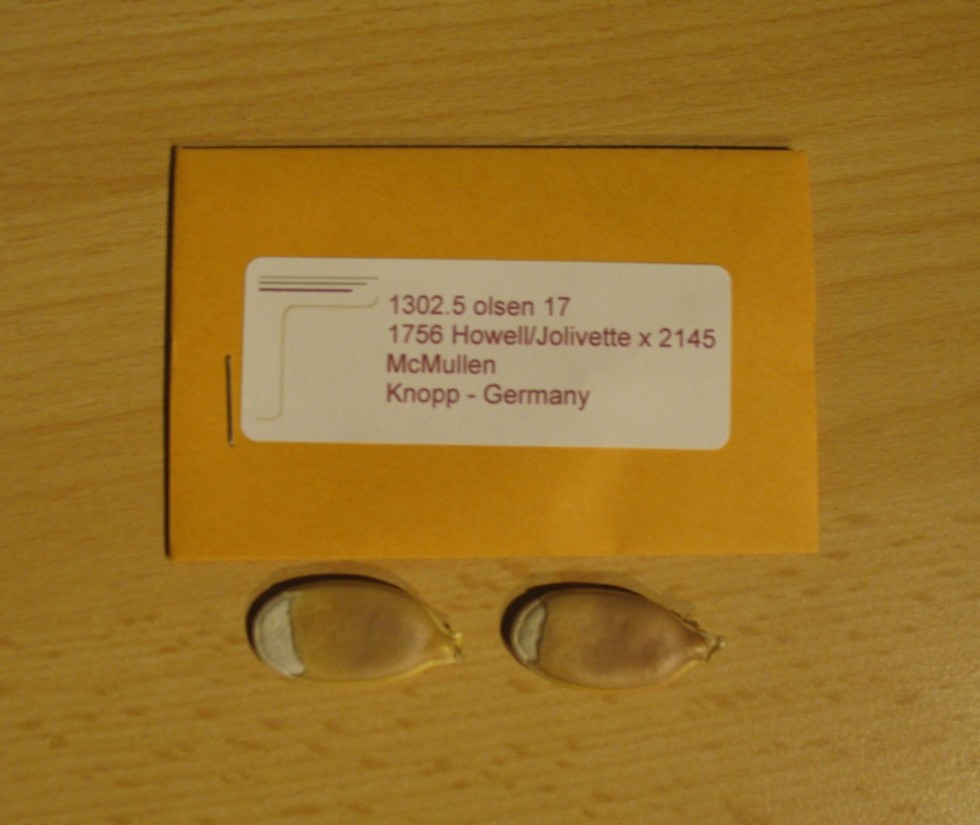 1302.5 olsen 17
1756 Howell/Jolivette x 2145
McMullen
Knopp - Germany